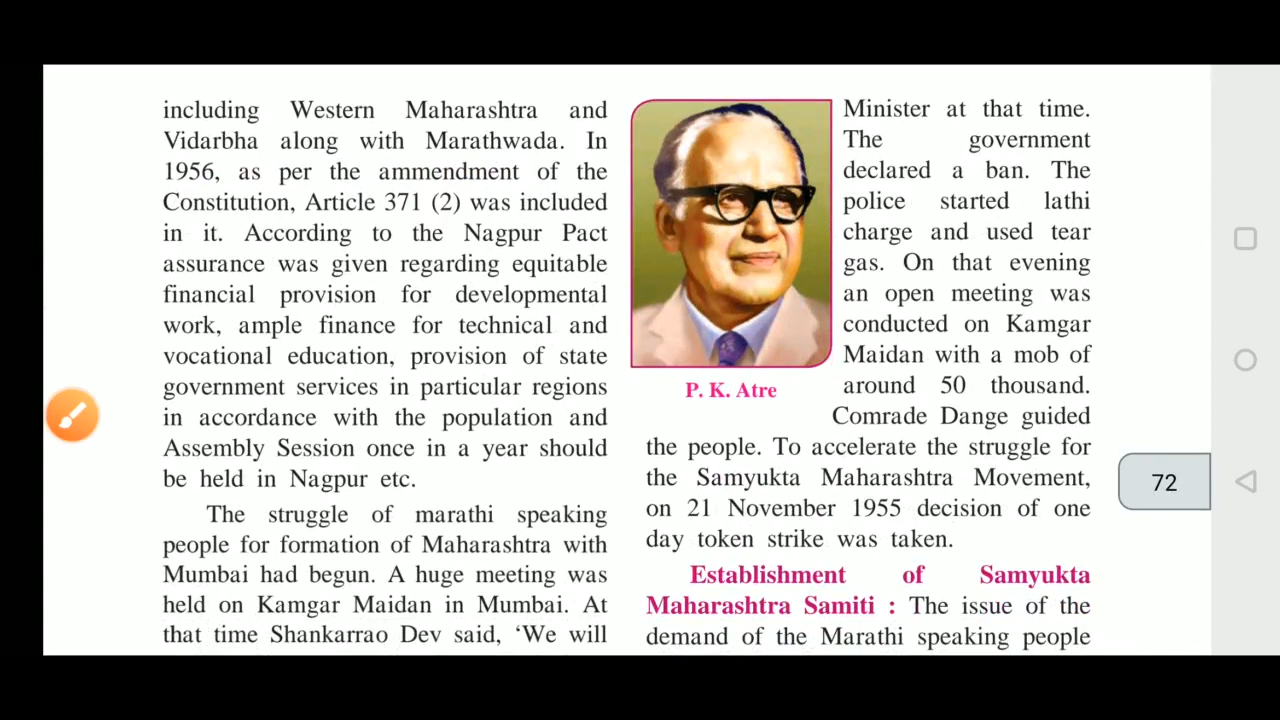 including Western Maharashtra and
Vidarbha along with Marathwada. In
1956, as per the ammendment of the
Constitution, Article 371 (2) was included
in it. According to the Nagpur Pact
assurance was given regarding equitable
financial provision for developmental
work, ample finance for technical and
vocational education, provision of state
government services in particular regions
in accordance with the population and
Assembly Session once in a year should
be held in Nagpur etc.
The struggle of marathi speaking
people for formation of Maharashtra with
Mumbai had begun. A huge meeting was
held on Kamgar Maidan in Mumbai. At
that time Shankarrao Dev said, ‘We will
P. K. Atre
Minister at that time.
The government
declared a ban. The
police started lathi
charge and used tear
gas. On that evening
an open meeting was
conducted on Kamgar
Maidan with a mob of
around 50 thousand.
Comrade Dange guided
the people. To accelerate the struggle for
the Samyukta Maharashtra Movement,
on 21 November 1955 decision of one
day token strike was taken.
Establishment of Samyukta
Maharashtra Samiti : The issue of the
demand of the Marathi speaking people
72